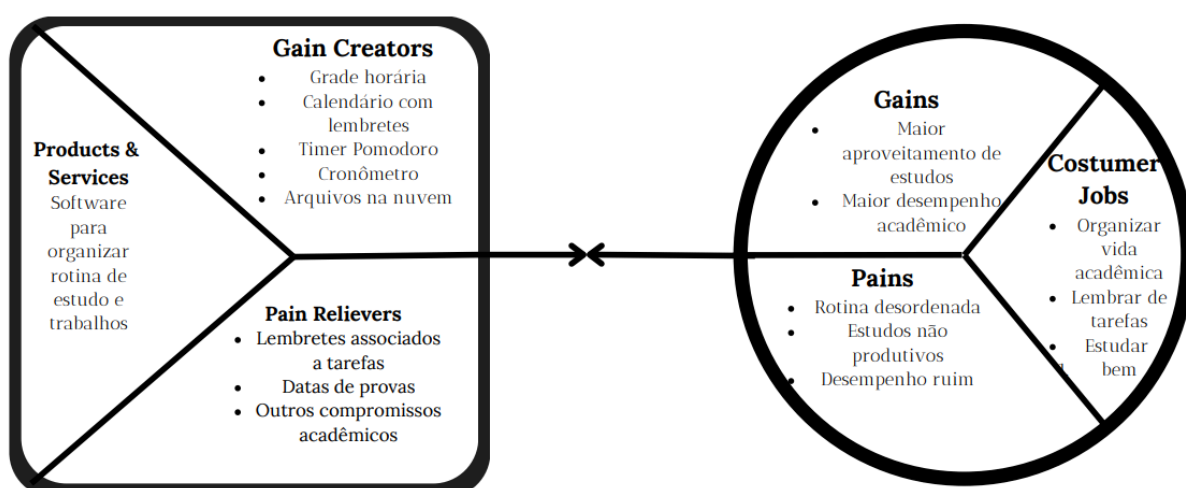 Products &
Services
Software
para
organizar
rotina de
estudo e
trabalhos
Gain Creators
Grade horária
Calendário com
lembretes
Timer Pomodoro
Cronômetro
Arquivos na nuvem
Pain Relievers
Lembretes associados
a tarefas
Datas de provas
Outros compromissos
acadêmicos
Gains
Maior
aproveitamento de
estudos
Maior desempenho
acadêmico
Pains
Rotina desordenada
Estudos não
produtivos
Desempenho ruim
Costumer
Jobs
Organizar
vida
acadêmica
Lembrar de
tarefas
Estudar
bem